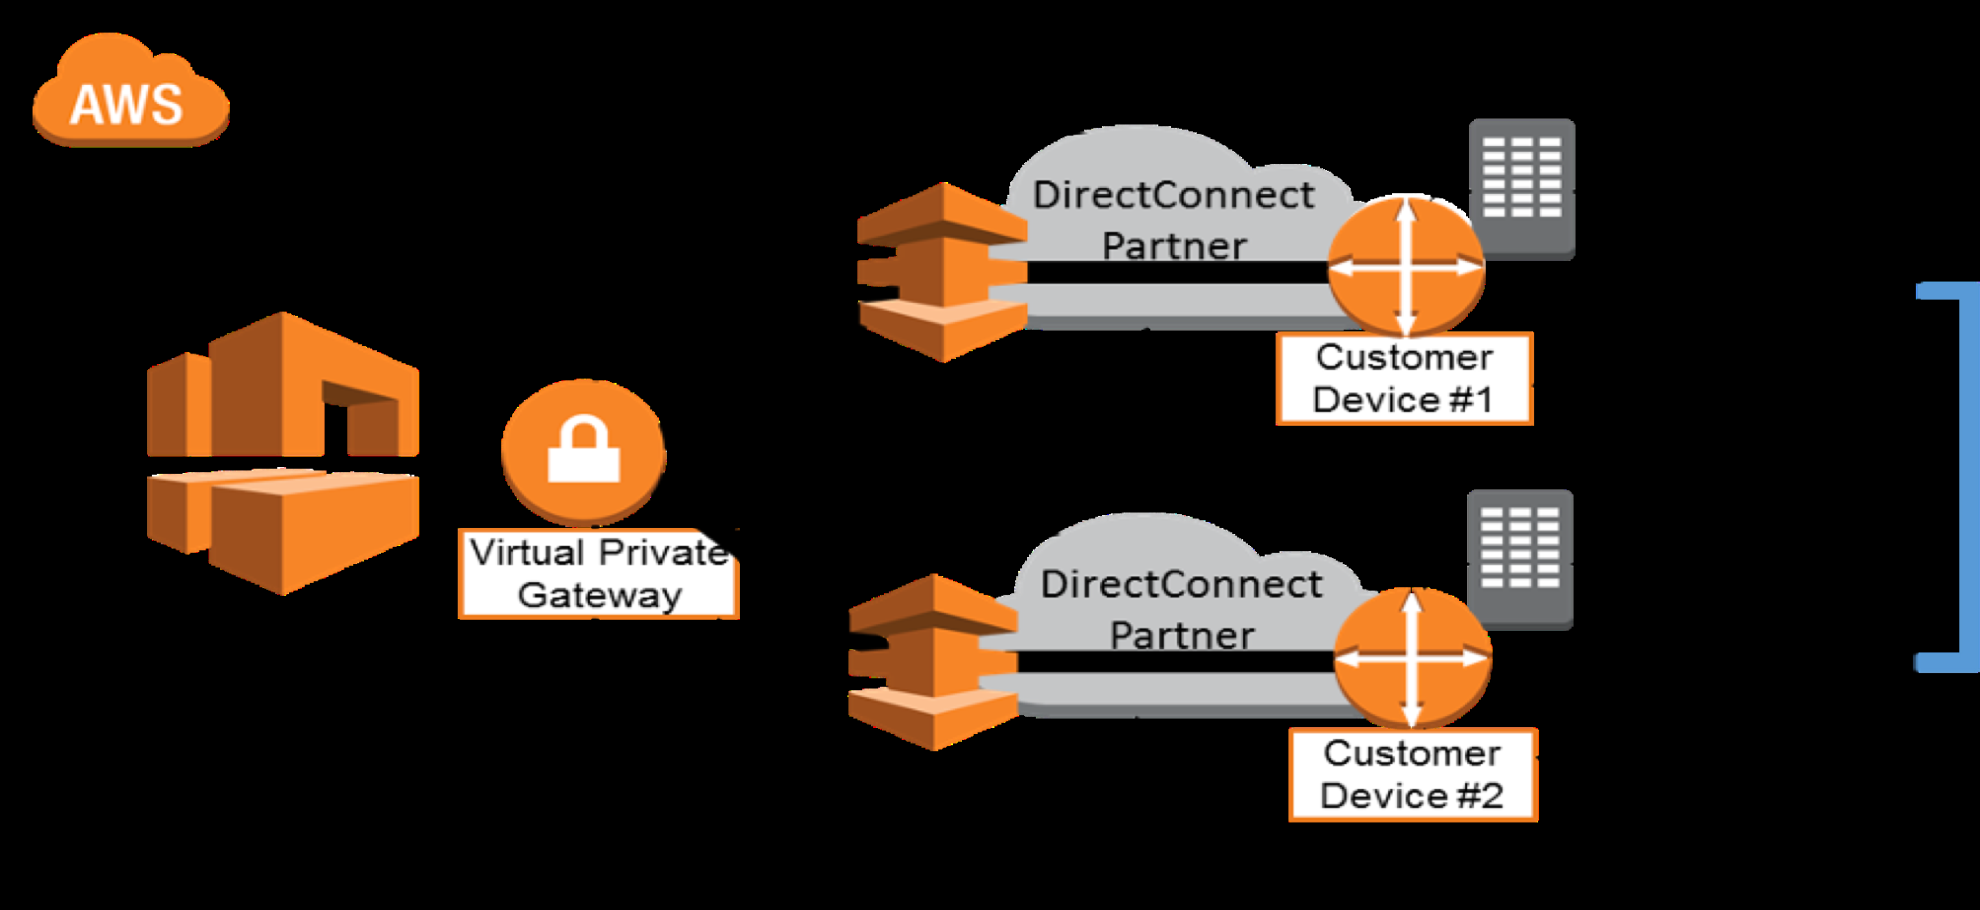 AWS
DirectConnect
Partner
Customer
Device #1
Virtual Private
Gateway
DirectConnect
Partner
Customer
Device #2